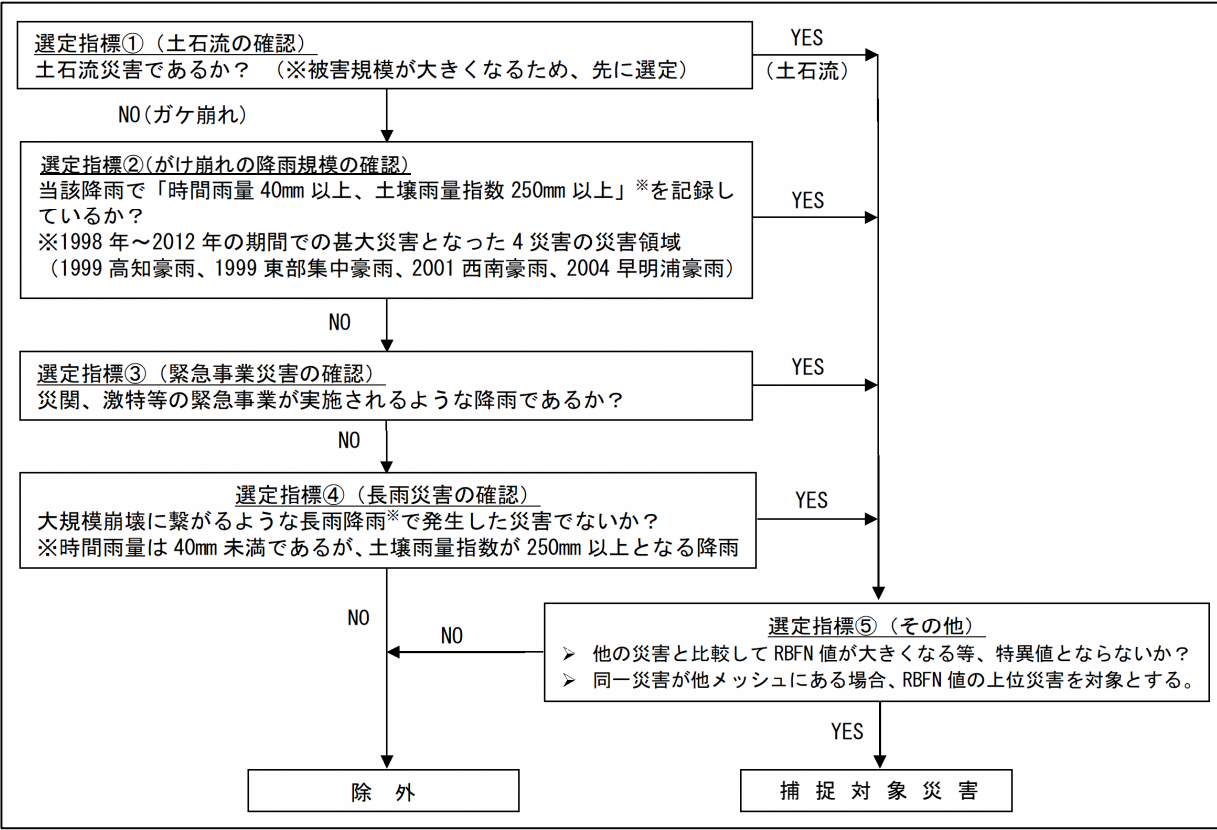 選定指標①（土石流の確認）
土石流災害であるか？　（※被害規模が大きくなるため、先に選定）
YES
（土石流）
NO（ガケ崩れ）
選定指標②（がけ崩れの降雨規模の確認）
当該降雨で「時間雨量 40mm 以上、土壌雨量指数 250mm 以上」※を記録し
ているか？
※1998 年～2012 年の期間での甚大災害となった 4 災害の災害領域
（1999 高知豪雨、1999 東部集中豪雨、2001 西南豪雨、2004 早明浦豪雨）
YES
NO
選定指標③（緊急事業災害の確認）
災関、激特等の緊急事業が実施されるような降雨であるか？
YES
NO
選定指標④（長雨災害の確認）
大規模崩壊に繋がるような長雨降雨※で発生した災害でないか？
※時間雨量は 40mm 未満であるが、土壌雨量指数が 250mm 以上となる降雨
YES
NO
選定指標⑤（その他）
➢ 他の災害と比較して RBFN 値が大きくなる等、特異値とならないか？
➢ 同一災害が他メッシュにある場合、RBFN 値の上位災害を対象とする。
NO
YES
除　外
捕 捉 対 象 災 害